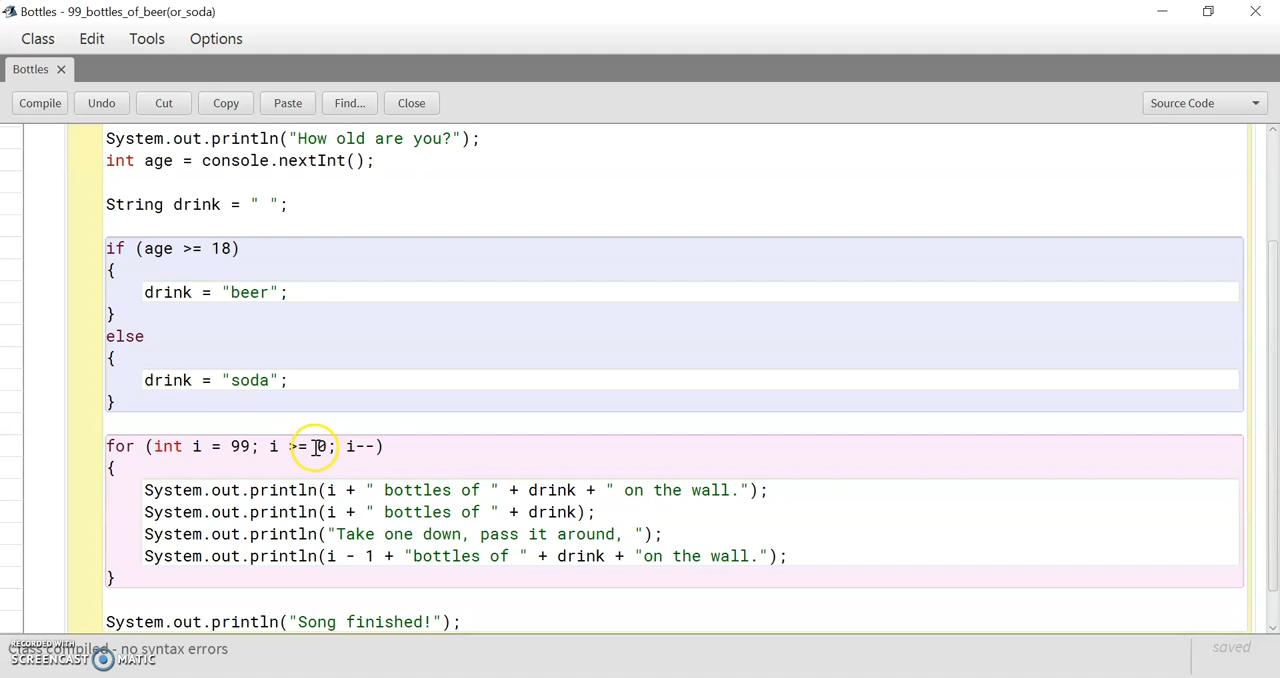 Bottles - 99_bottles_of_beer(or_soda)
Class Edit Tools Options
Bottles
Compile Undo Cut Copy Paste Find... Close Source Code
System.out.println("How old are you?");
int age = console.nextInt();
String drink = " ";
if (age >= 18)
{
drink = "beer";
}
else
{
drink = "soda";
}
for (int i = 99; i >= 0; i--)
{
System.out.println(i + " bottles of " + drink + " on the wall.");
System.out.println(i + " bottles of " + drink);
System.out.println("Take one down, pass it around, ");
System.out.println(i - 1 + "bottles of " + drink + "on the wall.");
}
System.out.println("Song finished!");
Class compiled - no syntax errors
saved
RECORDED WITH
SCREENCAST MATIC